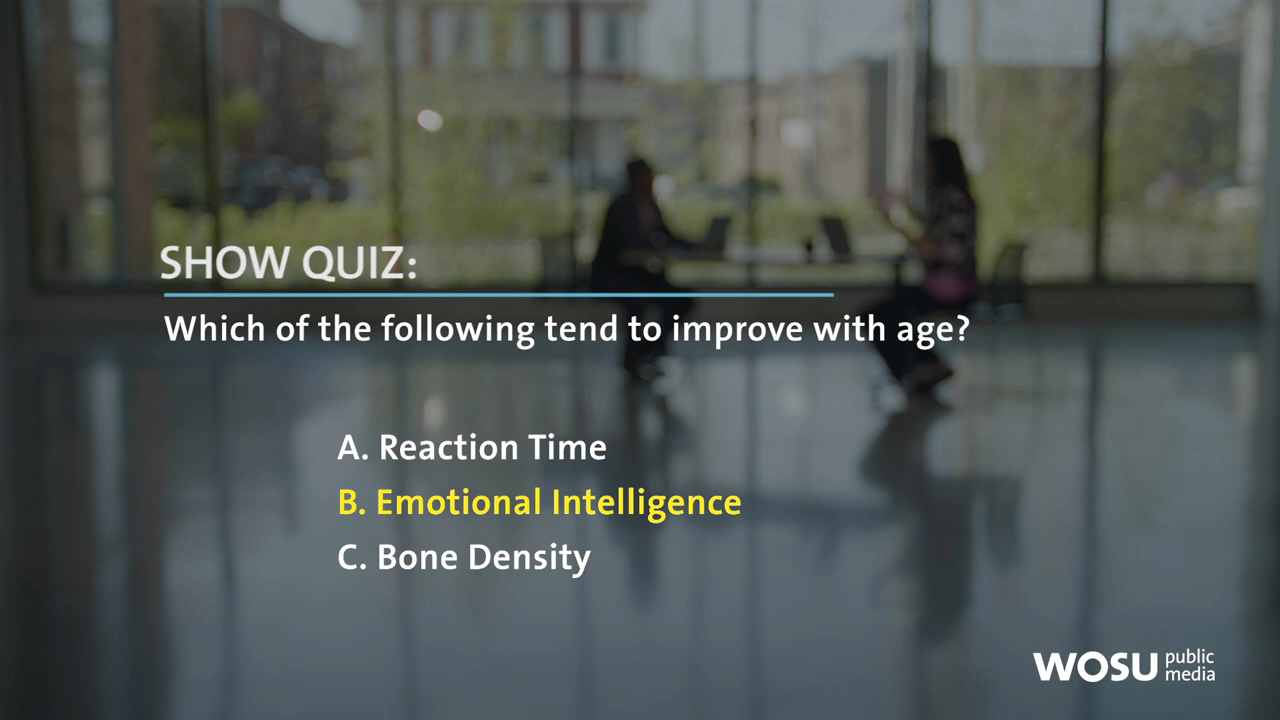 SHOW QUIZ:
Which of the following tend to improve with age?
A. Reaction Time
B. Emotional Intelligence
C. Bone Density
WOSU public media